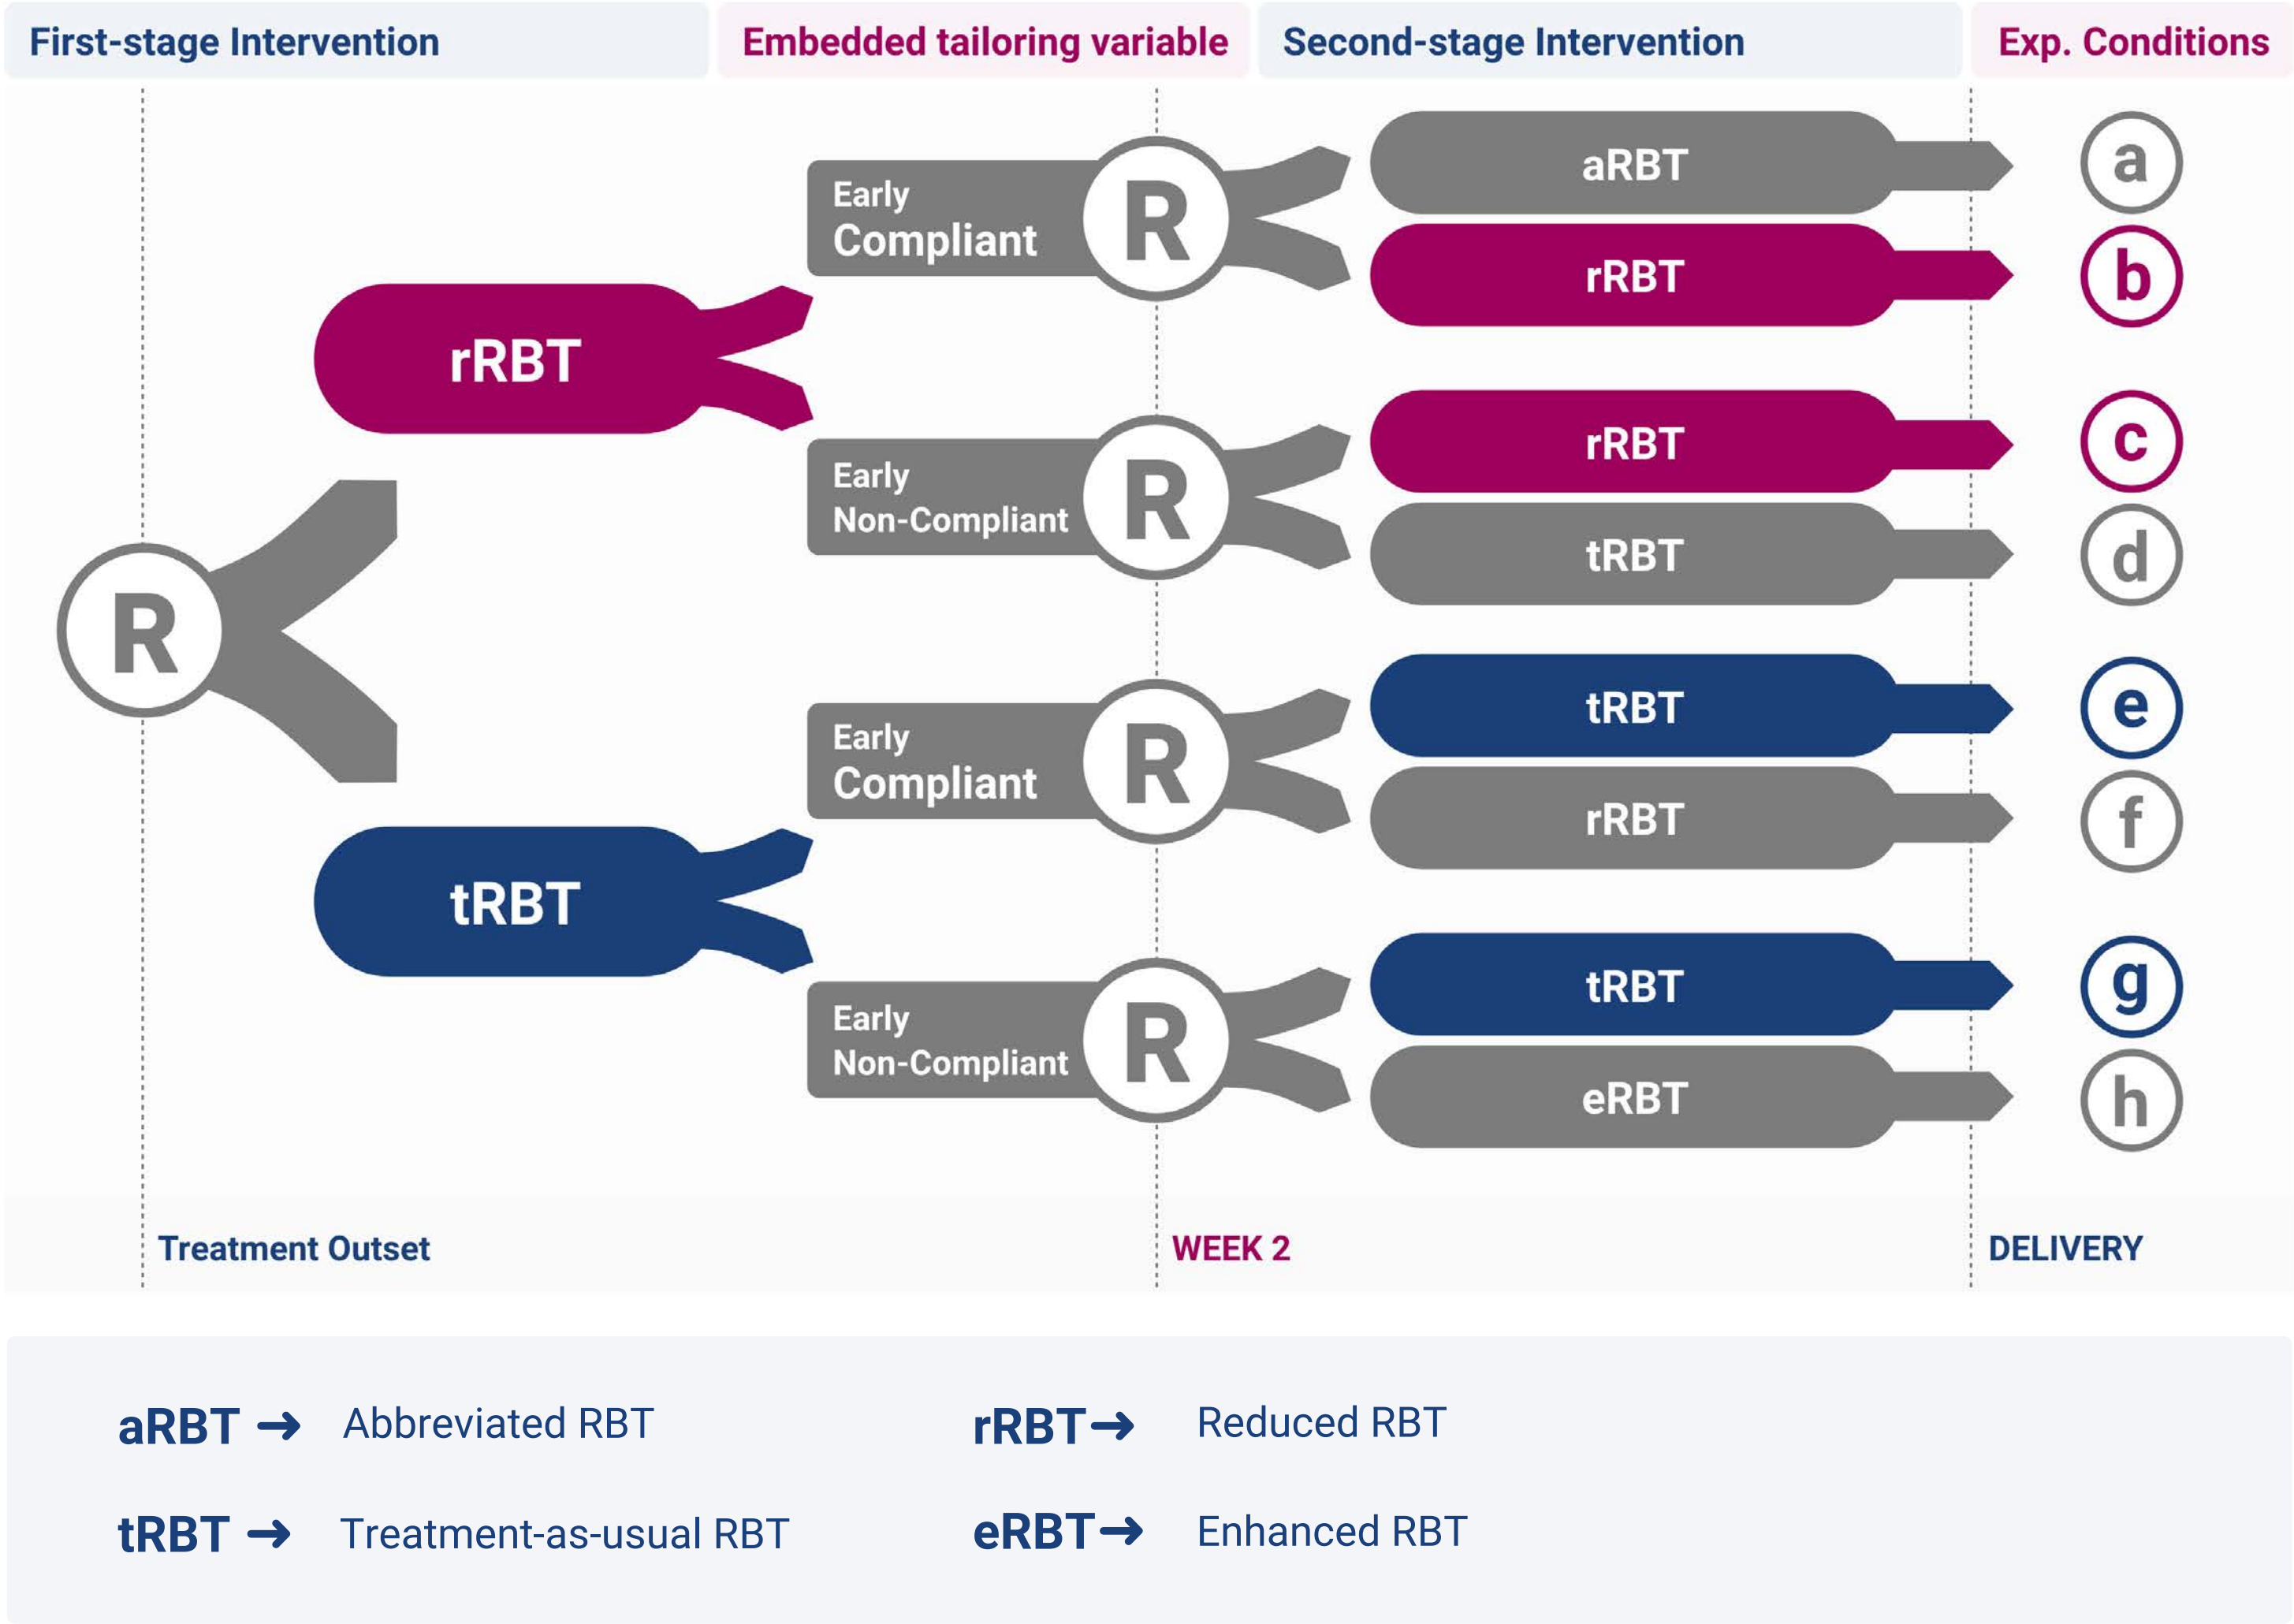 First-stage Intervention
Embedded tailoring variable
Second-stage Intervention
Exp. Conditions
R
rRBT
tRBT
Early
Compliant
R
Early
Non-Compliant
R
Early
Compliant
R
Early
Non-Compliant
R
aRBT
a
rRBT
b
rRBT
c
tRBT
d
tRBT
e
rRBT
f
tRBT
g
eRBT
h
Treatment Outset
WEEK 2
DELIVERY
aRBT → Abbreviated RBT
rRBT → Reduced RBT
tRBT → Treatment-as-usual RBT
eRBT → Enhanced RBT